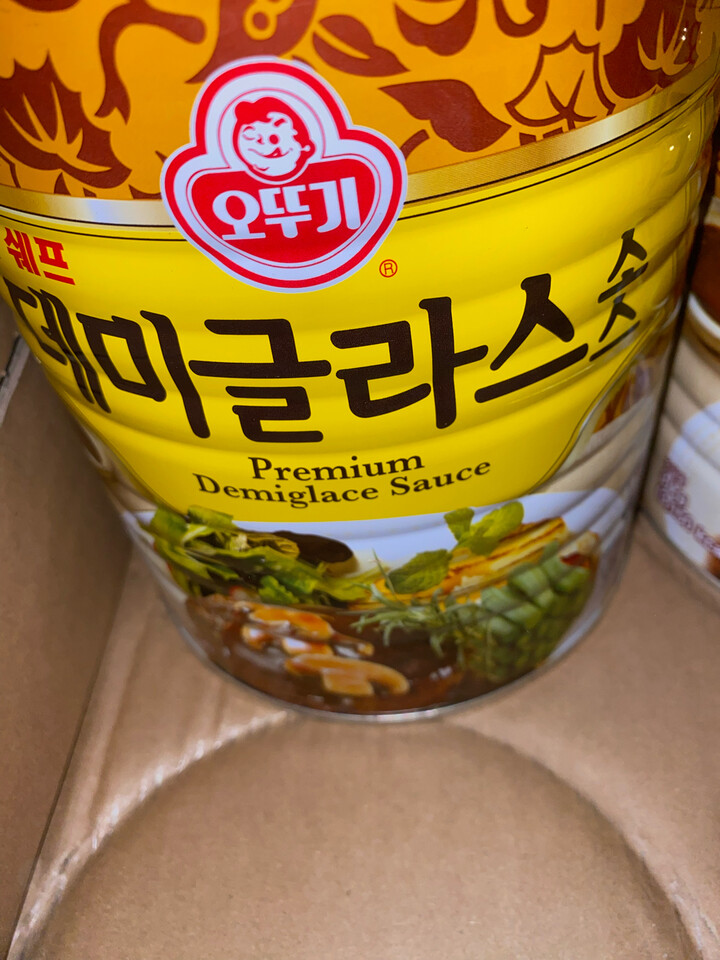 오뚜기
®
쉐프
데미글라스소스
Premium
Demiglace Sauce